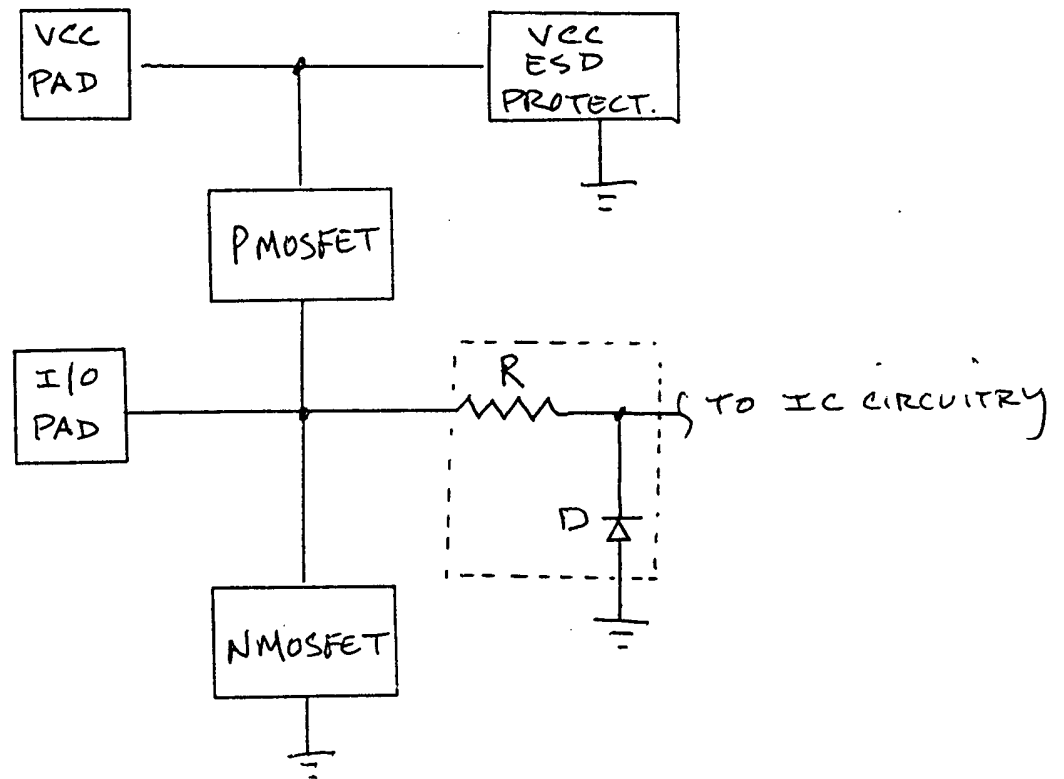 VCC
PAD
VCC
ESD
PROTECT.
PMOSFET
I/O
PAD
R
TO IC CIRCUITRY
D
NMOSFET